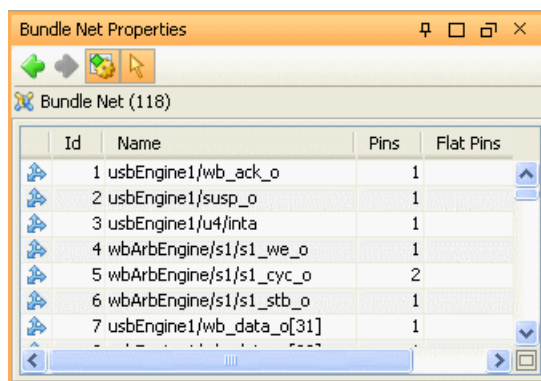 Bundle Net Properties
Bundle Net (118)
Id Name Pins Flat Pins
1 usbEngine1/wb_ack_o 1
2 usbEngine1/susp_o 1
3 usbEngine1/u4/inta 1
4 wbArbEngine/s1/s1_we_o 1
5 wbArbEngine/s1/s1_cyc_o 2
6 wbArbEngine/s1/s1_stb_o 1
7 usbEngine1/wb_data_o[31] 1